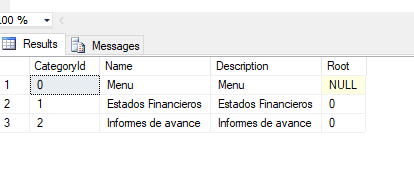 .00 %
Results Messages
CategoryId Name Description Root
1 0 Menu Menu NULL
2 1 Estados Financieros Estados Financieros 0
3 2 Informes de avance Informes de avance 0